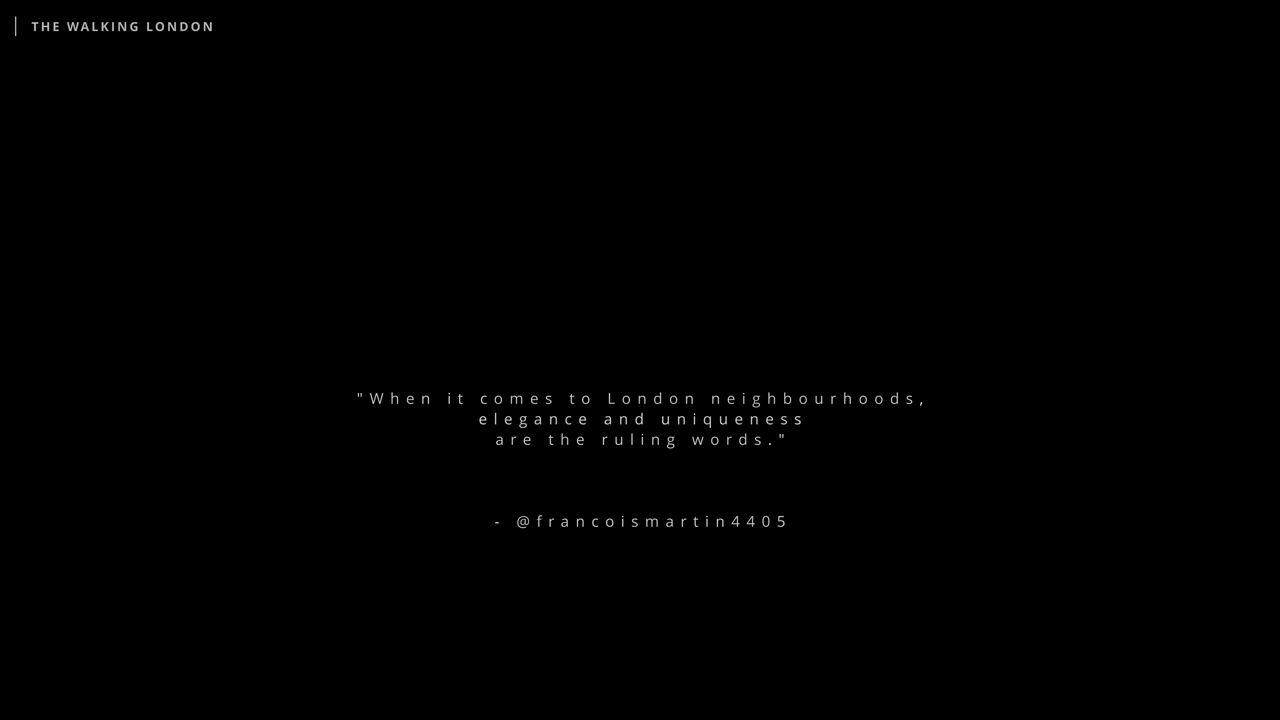 THE WALKING LONDON
"When it comes to London neighbourhoods,
elegance and uniqueness
are the ruling words."
- @francoismartin4405